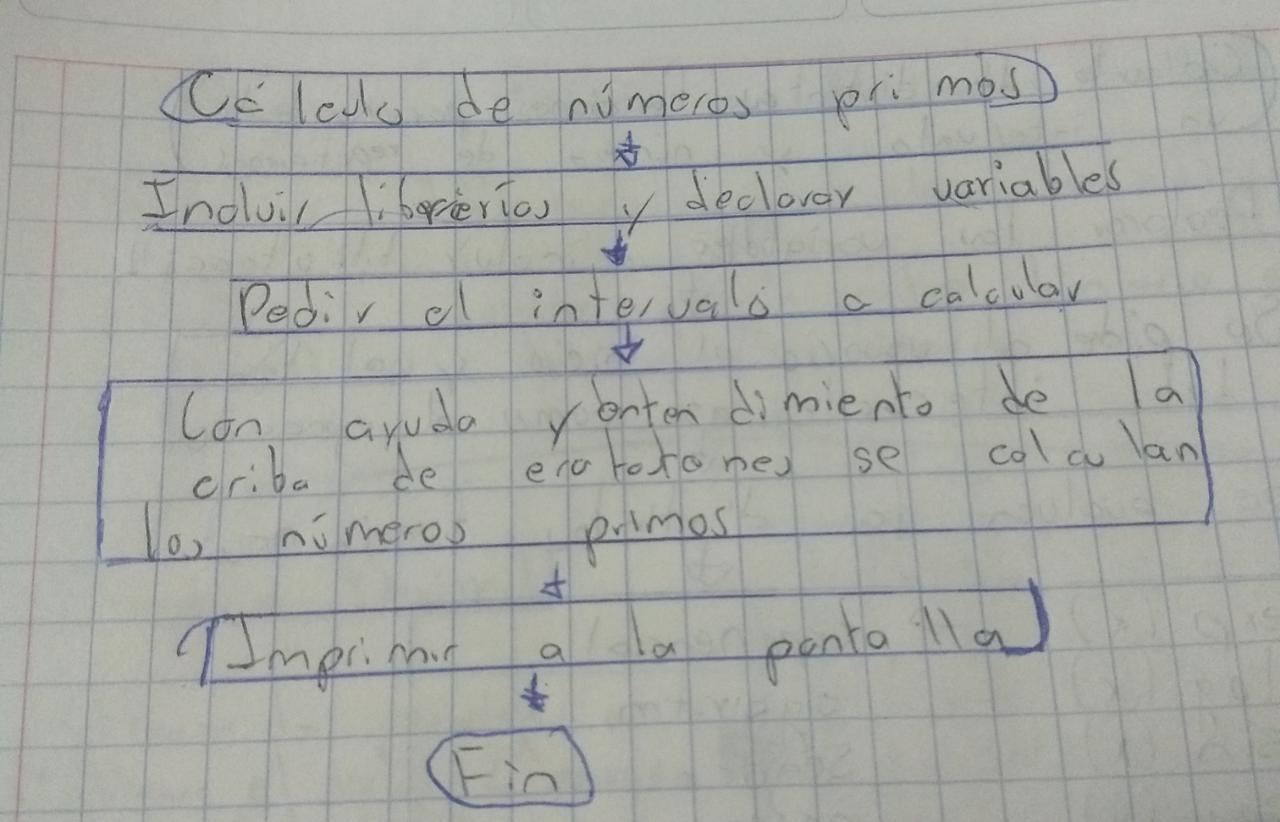 Cálculo de números primos
Incluir librerías y declarar variables
Pedir el intervalo a calcular
Con ayuda y entendimiento de la
criba de eratotones se calculan
los números primos
Imprimir a la pantalla
Fin